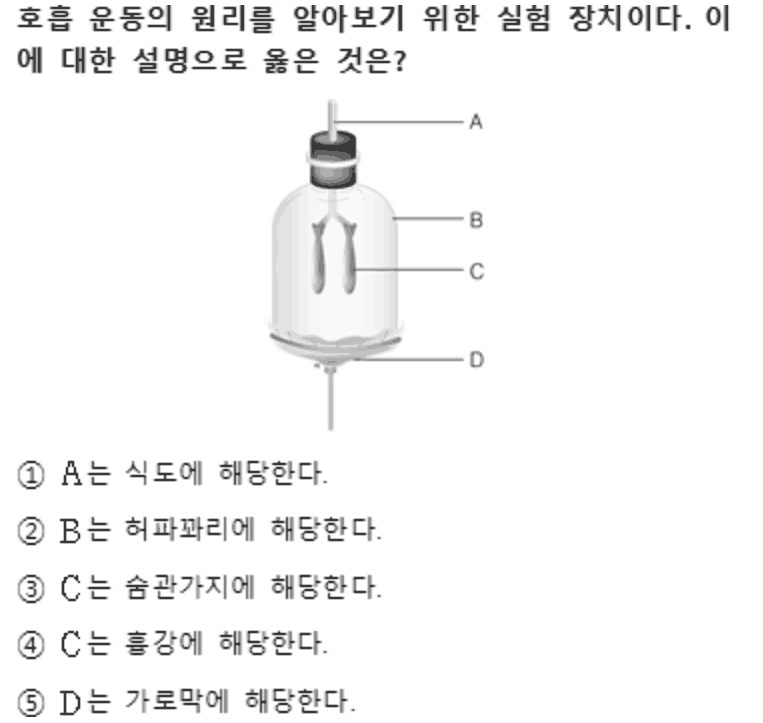 호흡 운동의 원리를 알아보기 위한 실험 장치이다. 이
에 대한 설명으로 옳은 것은?
A
B
C
D
① A는 식도에 해당한다.
② B는 허파꽈리에 해당한다.
③ C는 숨관가지에 해당한다.
④ C는 흉강에 해당한다.
⑤ D는 가로막에 해당한다.